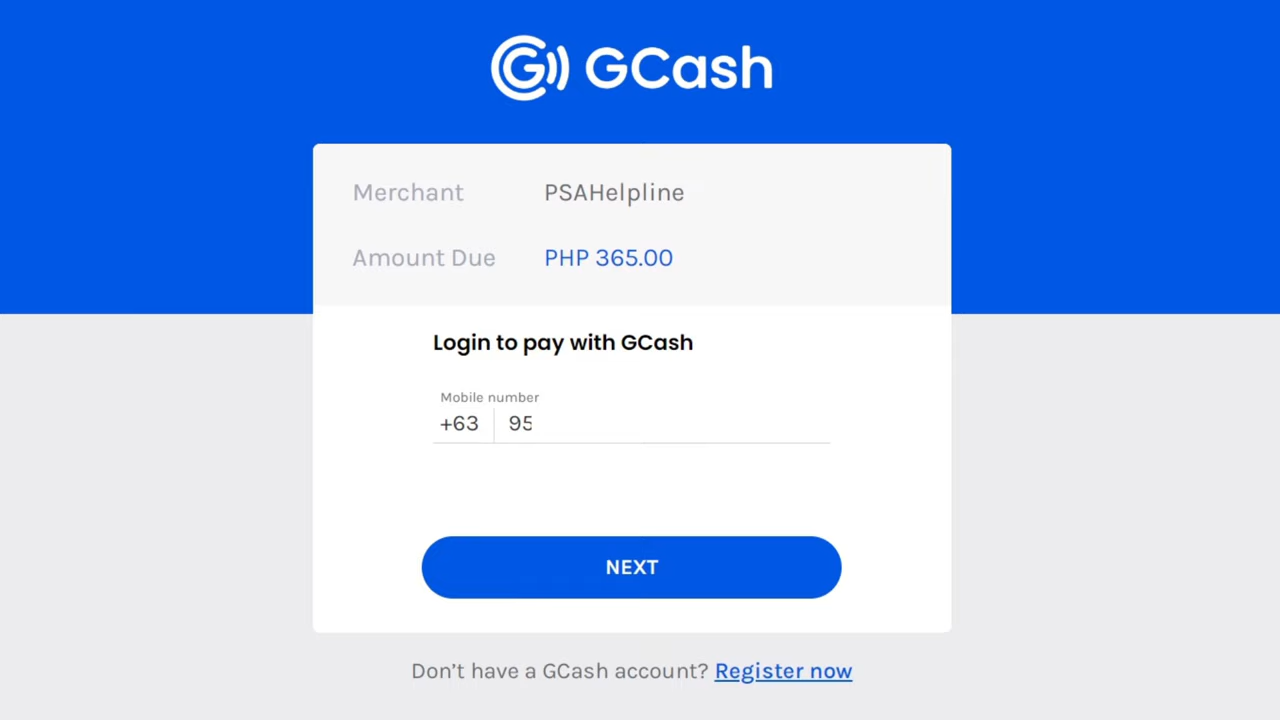 GCash
Merchant PSAHelpline
Amount Due PHP 365.00
Login to pay with GCash
Mobile number
+63 95
NEXT
Don't have a GCash account? Register now